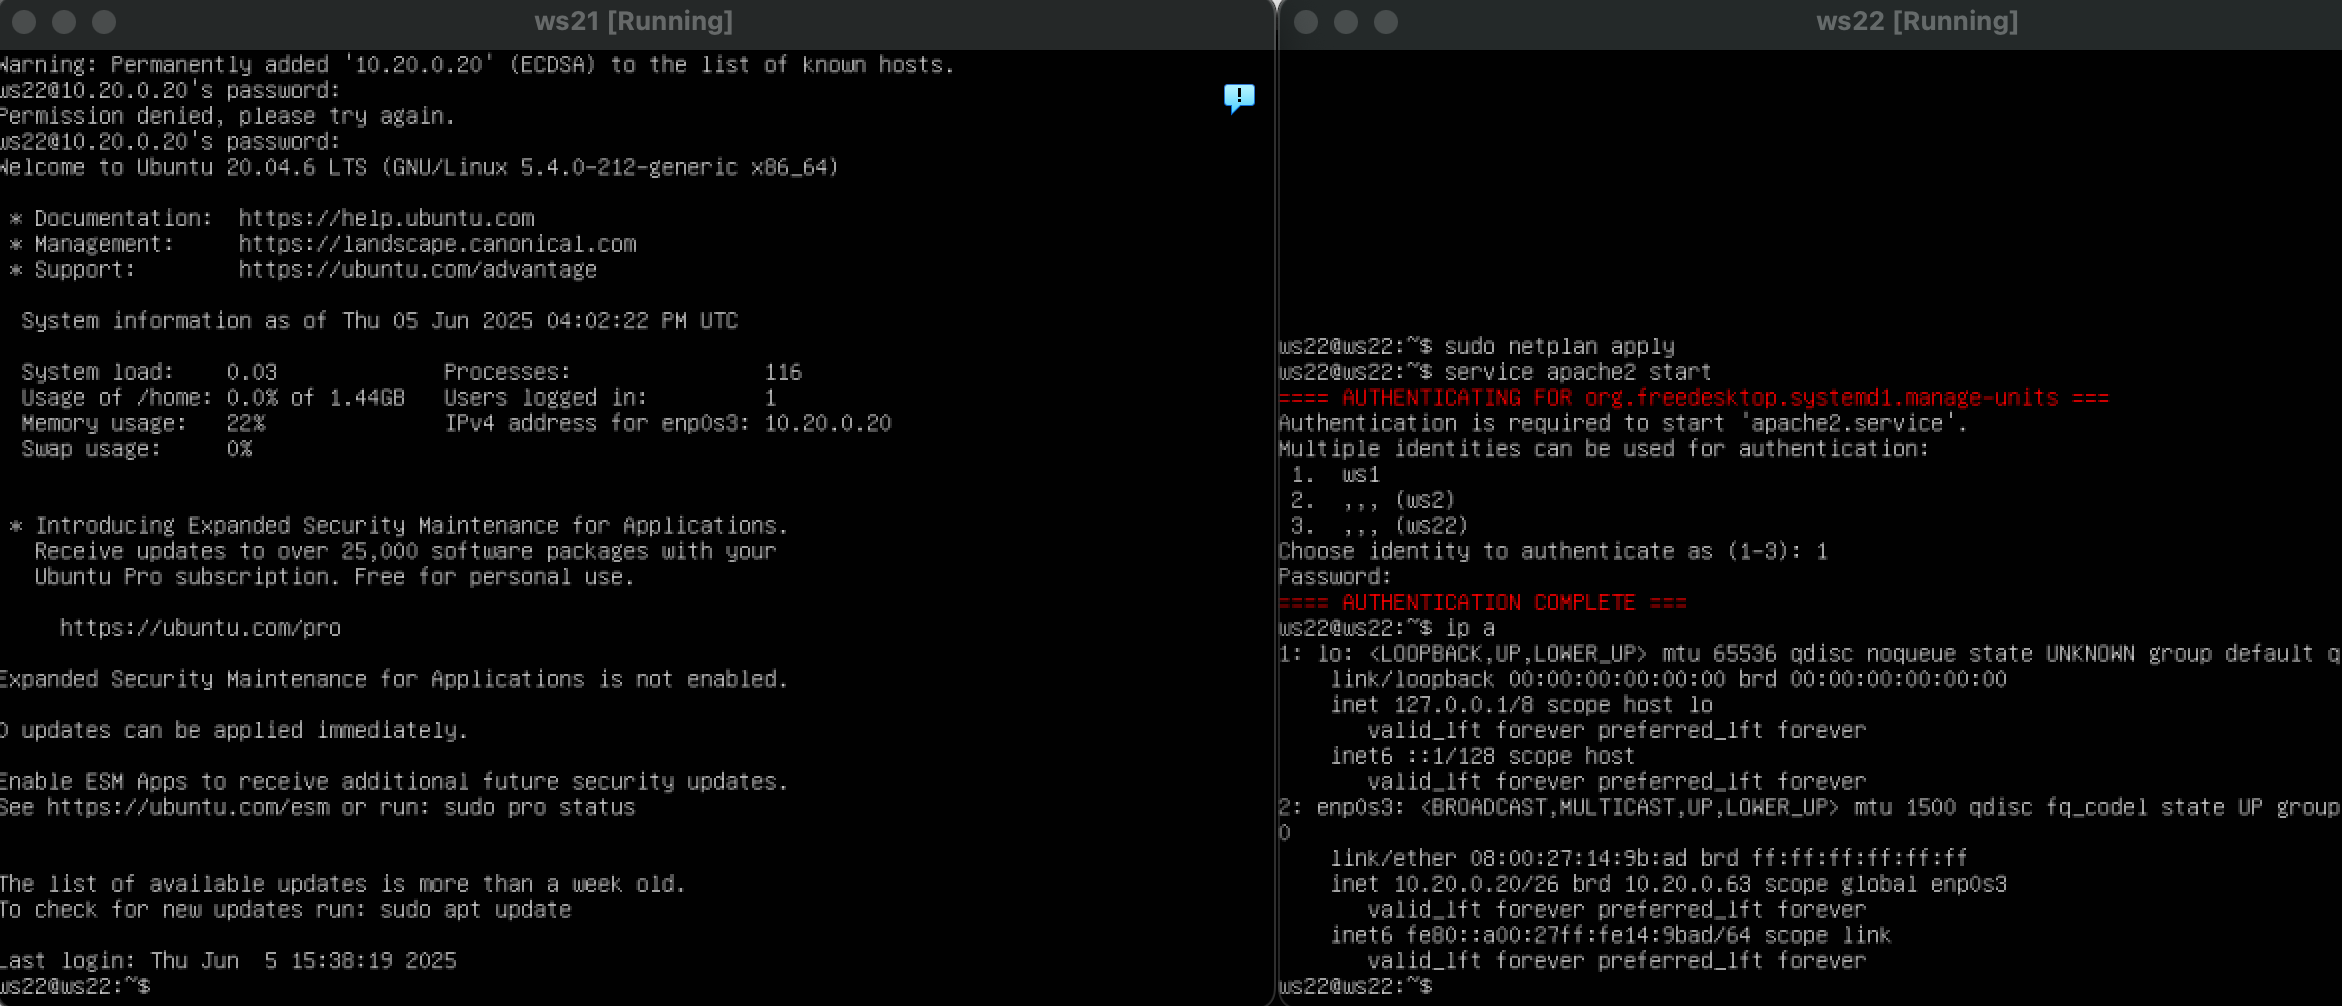 ws21 [Running]
Warning: Permanently added '10.20.0.20' (ECDSA) to the list of known hosts.
ws22@10.20.0.20's password:
Permission denied, please try again.
ws22@10.20.0.20's password:
Welcome to Ubuntu 20.04.6 LTS (GNU/Linux 5.4.0-212-generic x86_64)
* Documentation:  https://help.ubuntu.com
* Management:     https://landscape.canonical.com
* Support:        https://ubuntu.com/advantage
System information as of Thu 05 Jun 2025 04:02:22 PM UTC
System load:    0.03             Processes:               116
Usage of /home: 0.0% of 1.44GB   Users logged in:         1
Memory usage:   22%              IPv4 address for enp0s3: 10.20.0.20
Swap usage:     0%
* Introducing Expanded Security Maintenance for Applications.
Receive updates to over 25,000 software packages with your
Ubuntu Pro subscription. Free for personal use.
https://ubuntu.com/pro
Expanded Security Maintenance for Applications is not enabled.
0 updates can be applied immediately.
Enable ESM Apps to receive additional future security updates.
See https://ubuntu.com/esm or run: sudo pro status
The list of available updates is more than a week old.
To check for new updates run: sudo apt update
Last login: Thu Jun  5 15:38:19 2025
ws22@ws22:~$
ws22 [Running]
ws22@ws22:~$ sudo netplan apply
ws22@ws22:~$ service apache2 start
==== AUTHENTICATING FOR org.freedesktop.systemd1.manage-units ===
Authentication is required to start 'apache2.service'.
Multiple identities can be used for authentication:
1.  ws1
2.  ,,, (ws2)
3.  ,,, (ws22)
Choose identity to authenticate as (1-3): 1
Password:
==== AUTHENTICATION COMPLETE ===
ws22@ws22:~$ ip a
1: lo: <LOOPBACK,UP,LOWER_UP> mtu 65536 qdisc noqueue state UNKNOWN group default q
link/loopback 00:00:00:00:00:00 brd 00:00:00:00:00:00
inet 127.0.0.1/8 scope host lo
valid_lft forever preferred_lft forever
inet6 ::1/128 scope host
valid_lft forever preferred_lft forever
2: enp0s3: <BROADCAST,MULTICAST,UP,LOWER_UP> mtu 1500 qdisc fq_codel state UP group
0
link/ether 08:00:27:14:9b:ad brd ff:ff:ff:ff:ff:ff
inet 10.20.0.20/26 brd 10.20.0.63 scope global enp0s3
valid_lft forever preferred_lft forever
inet6 fe80::a00:27ff:fe14:9bad/64 scope link
valid_lft forever preferred_lft forever
ws22@ws22:~$